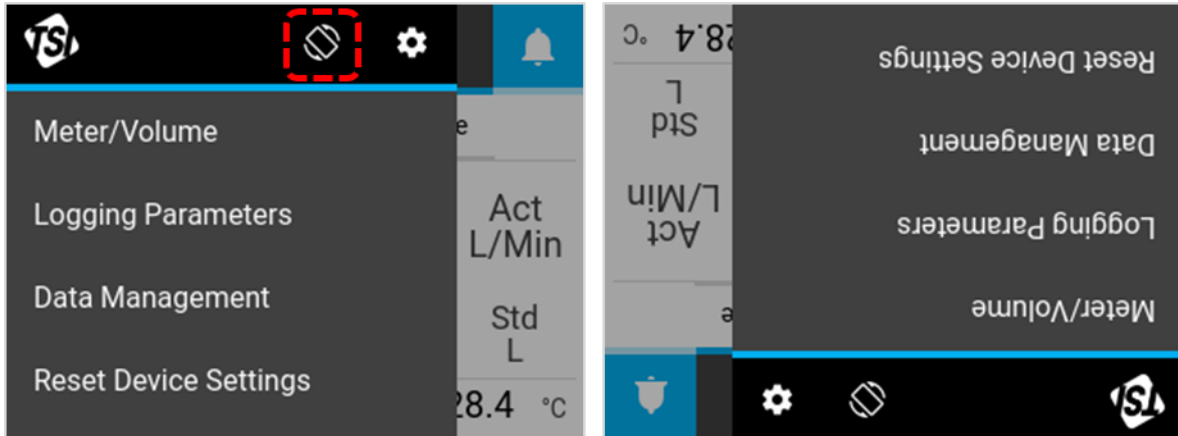 TSI
Meter/Volume
Logging Parameters
Data Management
Reset Device Settings
e
Act
L/Min
Std
L
28.4 °C
TSI
Meter/Volume
Logging Parameters
Data Management
Reset Device Settings
e
Act
L/Min
Std
L
28.4 °C